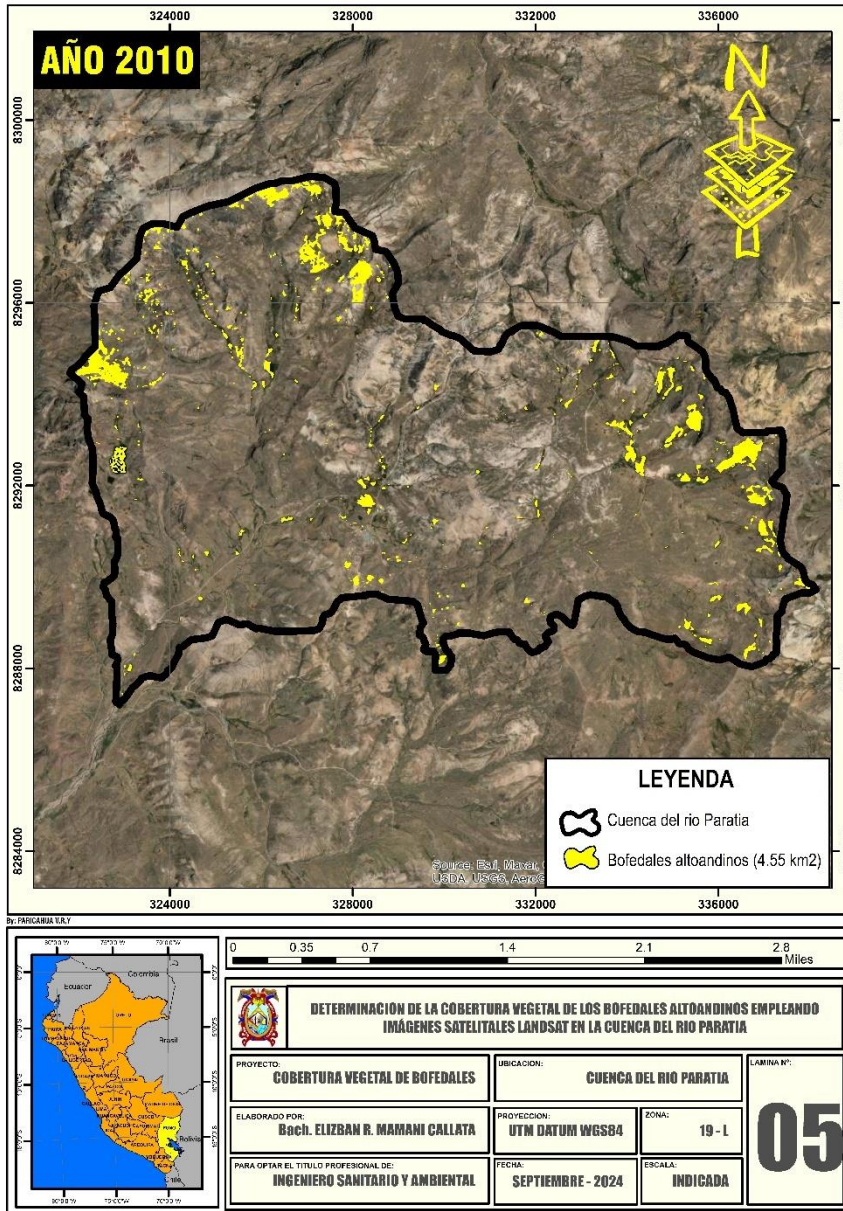 324000 328000 332000 336000
AÑO 2010
N
8300000
8296000
8292000
8288000
8284000
LEYENDA
Cuenca del rio Paratia
Bofedales altoandinos (4.55 km2)
Source: Esri, Maxar,
USDA, USGS, AeroG
324000 328000 332000 336000
By: PARICAHUA T.R.Y
0 0.35 0.7 1.4 2.1 2.8
Miles
Colombia
Ecuador
Brasil
Bolivia
Chile
PUNO
DETERMINACIÓN DE LA COBERTURA VEGETAL DE LOS BOFEDALES ALTOANDINOS EMPLEANDO
IMÁGENES SATELITALES LANDSAT EN LA CUENCA DEL RIO PARATIA
PROYECTO:
COBERTURA VEGETAL DE BOFEDALES
UBICACION:
CUENCA DEL RIO PARATIA
LAMINA Nº:
05
ELABORADO POR:
Bach. ELIZBAN R. MAMANI CALLATA
PROYECCION:
UTM DATUM WGS84
ZONA:
19 - L
PARA OPTAR EL TITULO PROFESIONAL DE:
INGENIERO SANITARIO Y AMBIENTAL
FECHA:
SEPTIEMBRE - 2024
ESCALA:
INDICADA